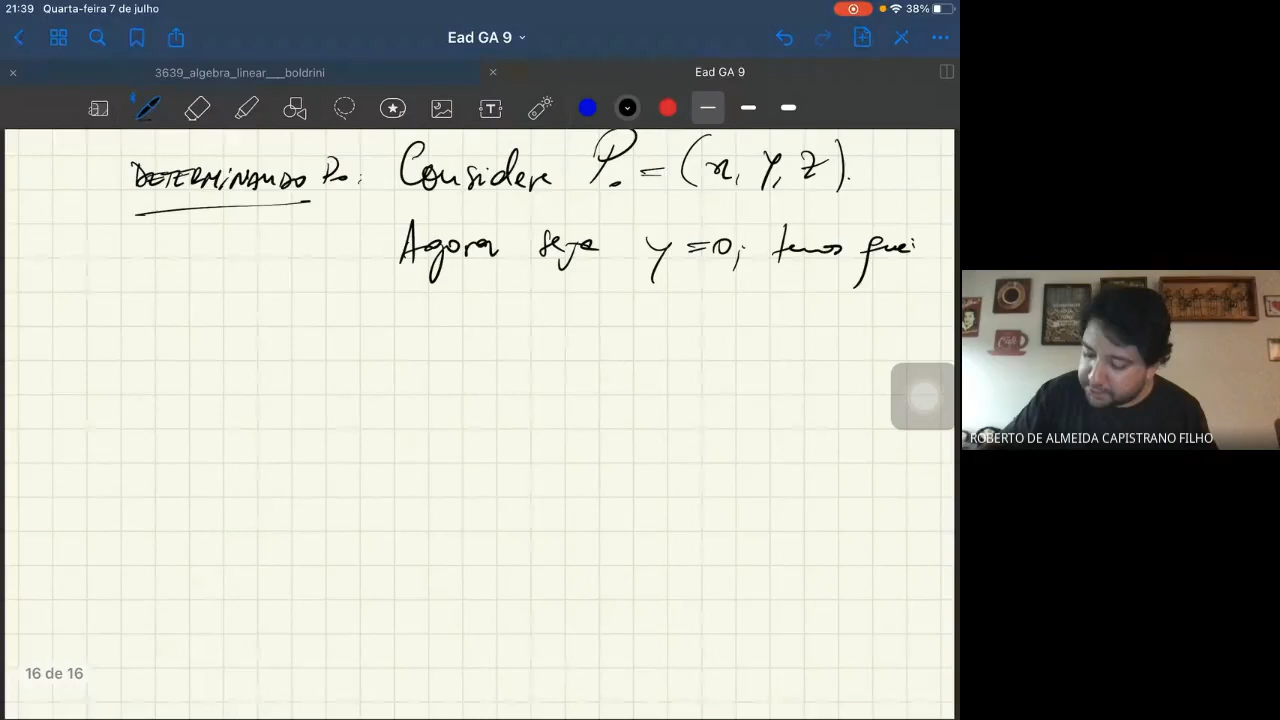 21:39 Quarta-feira 7 de julho
38%
Ead GA 9
3639_algebra_linear___boldrini
Ead GA 9
DETERMINANDO P₀: Considere P₀ = (x, y, z).
Agora seja y = 0; temos que:
ROBERTO DE ALMEIDA CAPISTRANO FILHO
16 de 16